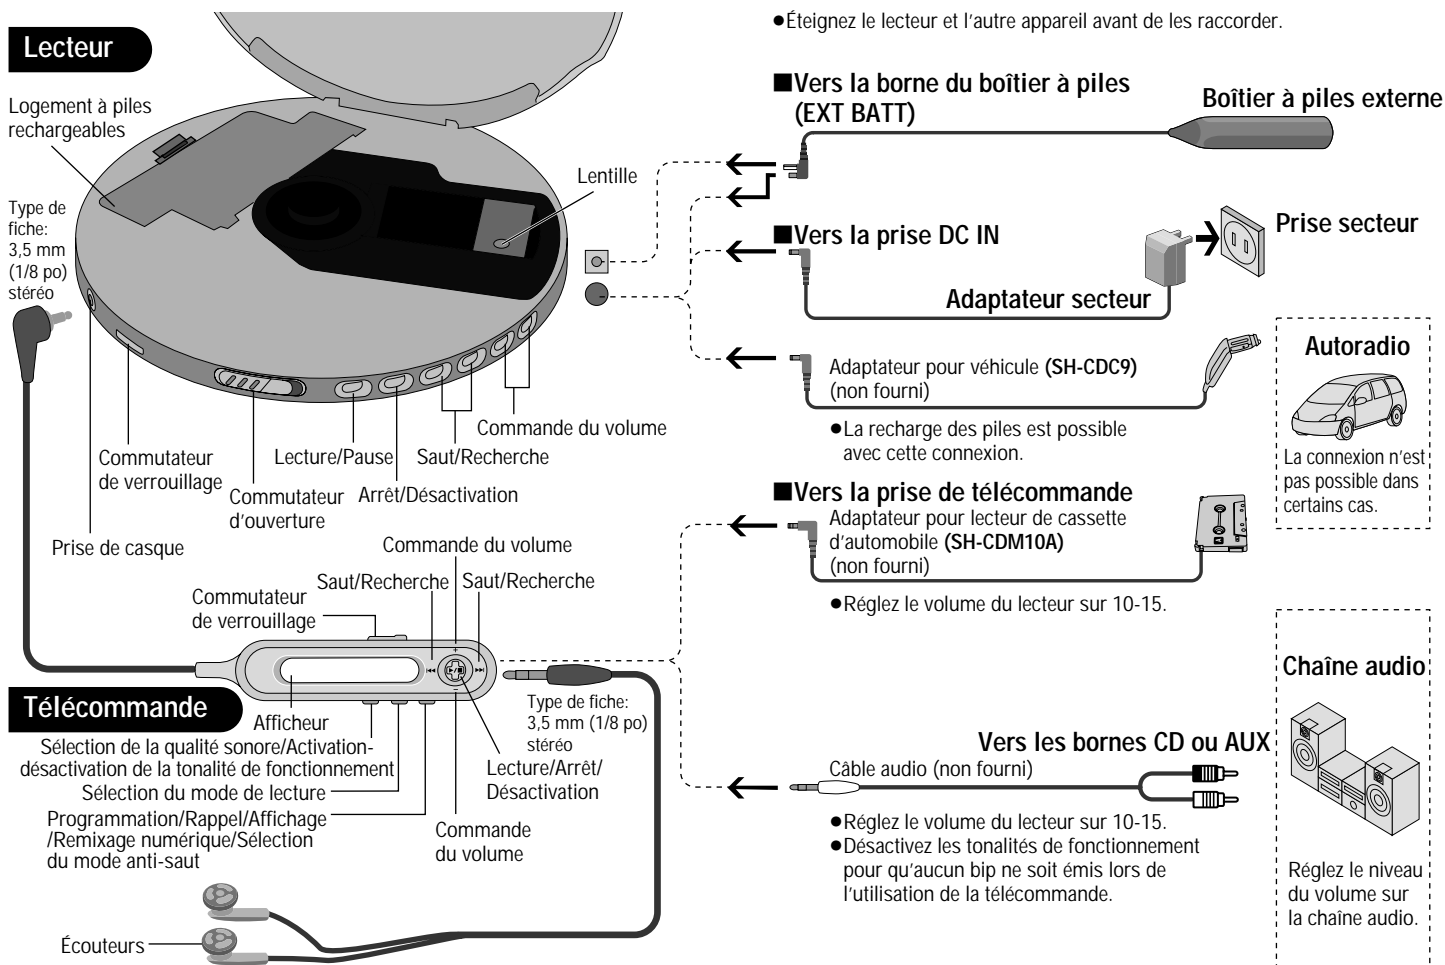 Lecteur
Logement à piles
rechargeables
Type de
fiche:
3,5 mm
(1/8 po)
stéréo
Lentille
Commande du volume
Saut/Recherche
Lecture/Pause
Arrêt/Désactivation
Commutateur
de verrouillage
Commutateur
d'ouverture
Prise de casque
Commande du volume
Saut/Recherche
Saut/Recherche
Commutateur
de verrouillage
+
−
Télécommande
Afficheur
Type de fiche:
3,5 mm (1/8 po)
stéréo
Sélection de la qualité sonore/Activation-
désactivation de la tonalité de fonctionnement
Sélection du mode de lecture
Programmation/Rappel/Affichage
/Remixage numérique/Sélection
du mode anti-saut
Lecture/Arrêt/
Désactivation
Commande
du volume
Écouteurs
●Éteignez le lecteur et l'autre appareil avant de les raccorder.
■Vers la borne du boîtier à piles
(EXT BATT)
Boîtier à piles externe
■Vers la prise DC IN
Prise secteur
Adaptateur secteur
Adaptateur pour véhicule (SH-CDC9)
(non fourni)
●La recharge des piles est possible
avec cette connexion.
Autoradio
La connexion n'est
pas possible dans
certains cas.
■Vers la prise de télécommande
Adaptateur pour lecteur de cassette
d'automobile (SH-CDM10A)
(non fourni)
●Réglez le volume du lecteur sur 10-15.
Vers les bornes CD ou AUX
Câble audio (non fourni)
●Réglez le volume du lecteur sur 10-15.
●Désactivez les tonalités de fonctionnement
pour qu'aucun bip ne soit émis lors de
l'utilisation de la télécommande.
Chaîne audio
Réglez le niveau
du volume sur
la chaîne audio.